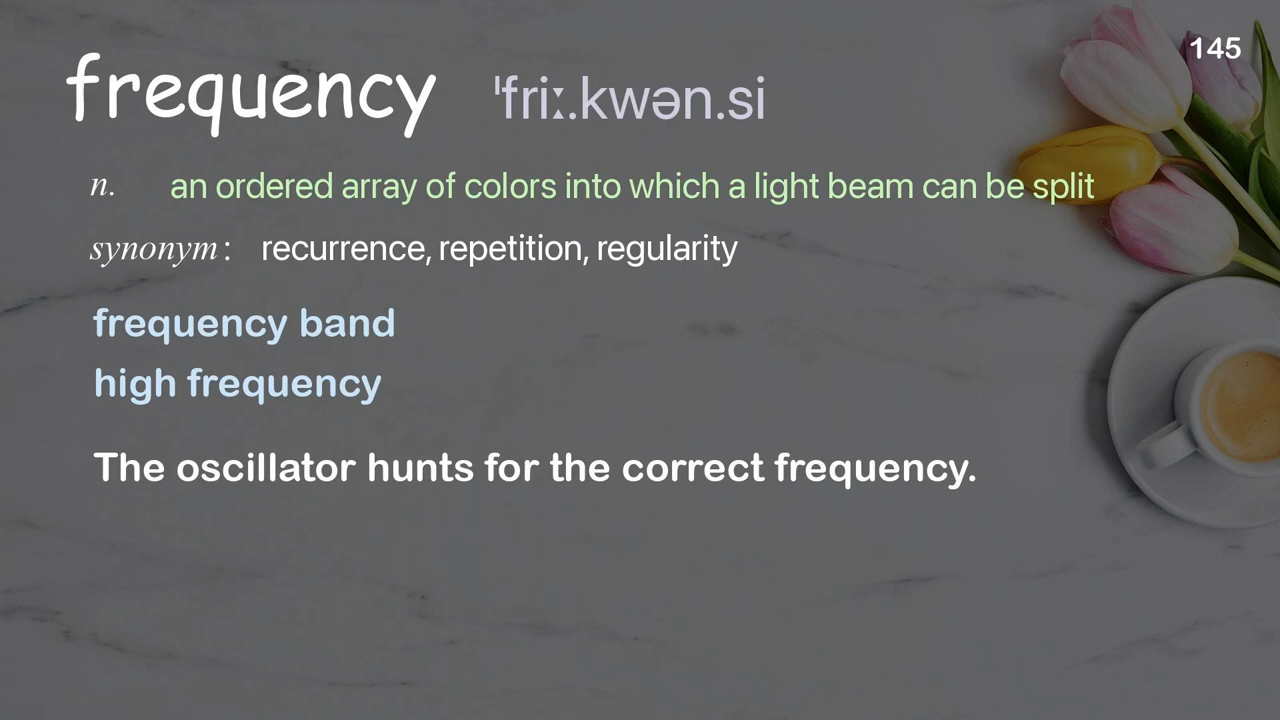 145
frequency ˈfriː.kwən.si
n. an ordered array of colors into which a light beam can be split
synonym: recurrence, repetition, regularity
frequency band
high frequency
The oscillator hunts for the correct frequency.